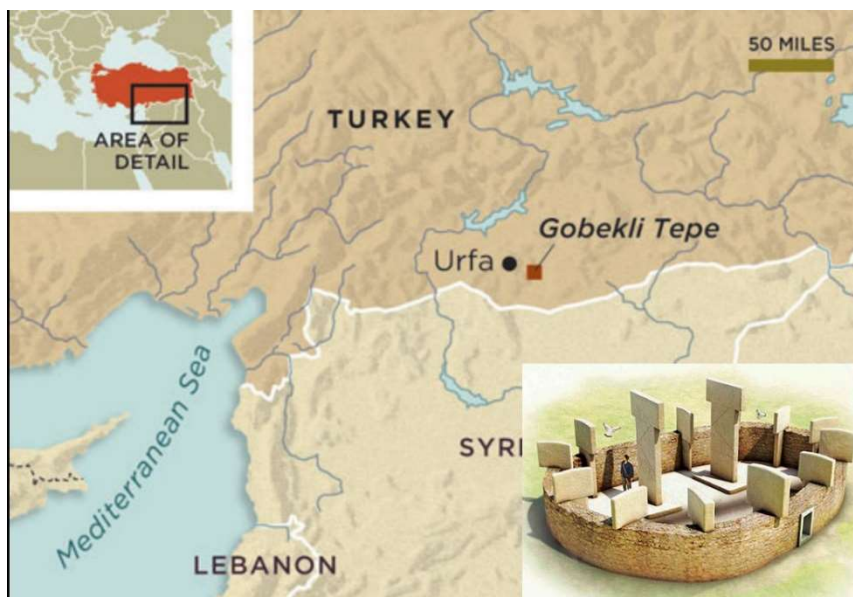 50 MILES
TURKEY
AREA OF
DETAIL
Gobekli Tepe
Urfa
Mediterranean Sea
SYRI
LEBANON